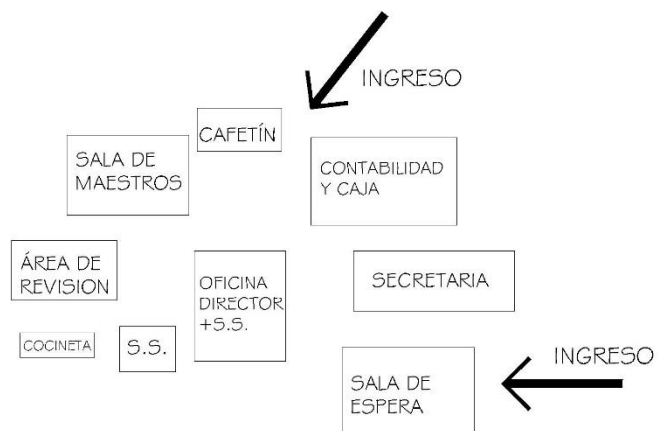 INGRESO
CAFETÍN
SALA DE
MAESTROS
CONTABILIDAD
Y CAJA
ÁREA DE
REVISION
OFICINA
DIRECTOR
+S.S.
SECRETARIA
COCINETA
S.S.
INGRESO
SALA DE
ESPERA